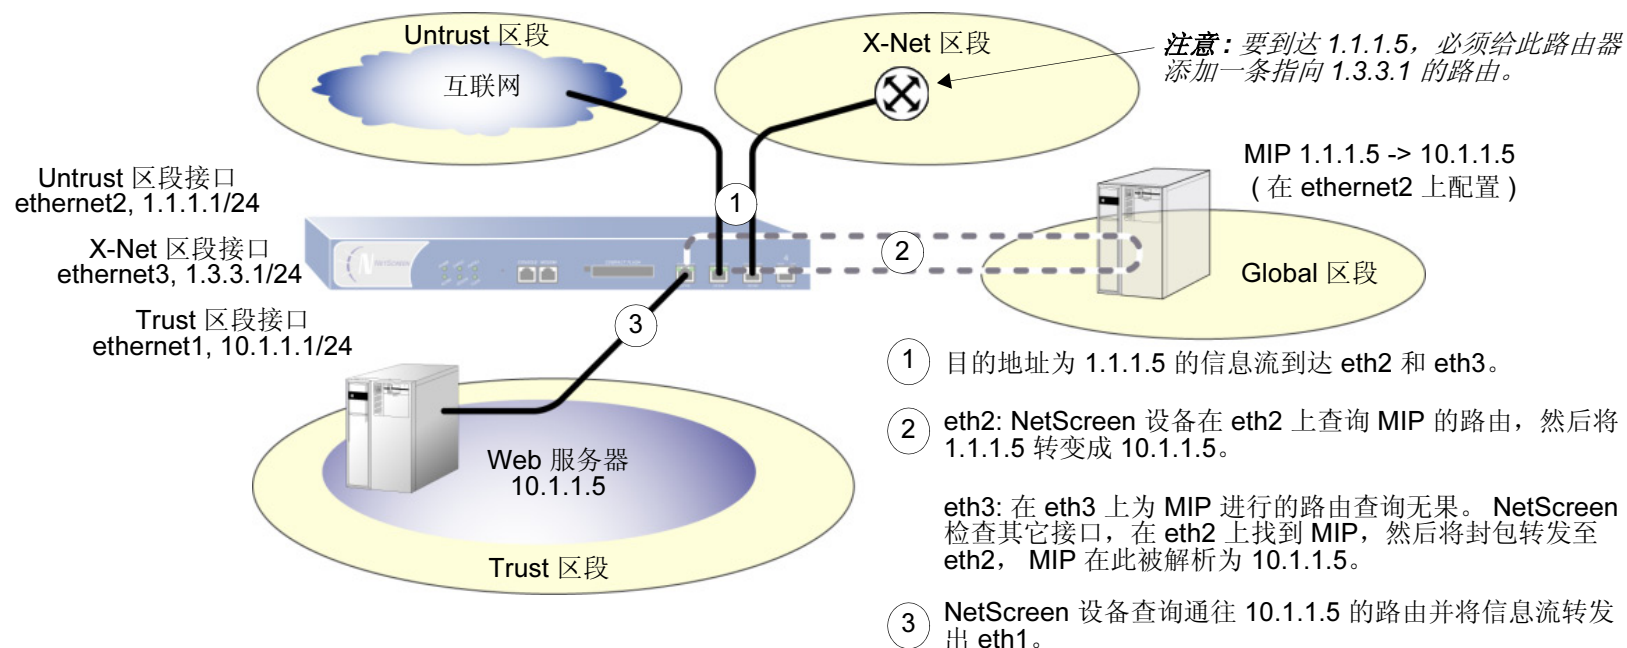 Untrust 区段
互联网
X-Net 区段
注意 : 要到达 1.1.1.5，必须给此路由器
添加一条指向 1.3.3.1 的路由。
MIP 1.1.1.5 -> 10.1.1.5
( 在 ethernet2 上配置 )
Untrust 区段接口
ethernet2, 1.1.1.1/24
X-Net 区段接口
ethernet3, 1.3.3.1/24
Trust 区段接口
ethernet1, 10.1.1.1/24
NETSCREEN
1
2
3
Global 区段
Web 服务器
10.1.1.5
Trust 区段
1 目的地址为 1.1.1.5 的信息流到达 eth2 和 eth3。
2 eth2: NetScreen 设备在 eth2 上查询 MIP 的路由，然后将
1.1.1.5 转变成 10.1.1.5。
eth3: 在 eth3 上为 MIP 进行的路由查询无果。 NetScreen
检查其它接口，在 eth2 上找到 MIP，然后将封包转发至
eth2， MIP 在此被解析为 10.1.1.5。
3 NetScreen 设备查询通往 10.1.1.5 的路由并将信息流转发
出 eth1。